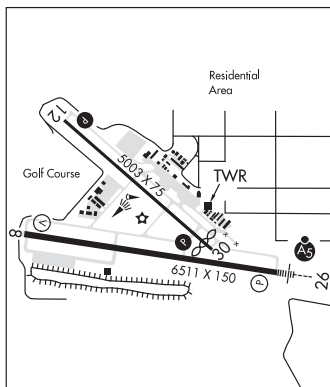 Residential
Area
12
P
5003 X 75
Golf Course
TWR
V
8
P
30
A5
6511 X 150
P
26